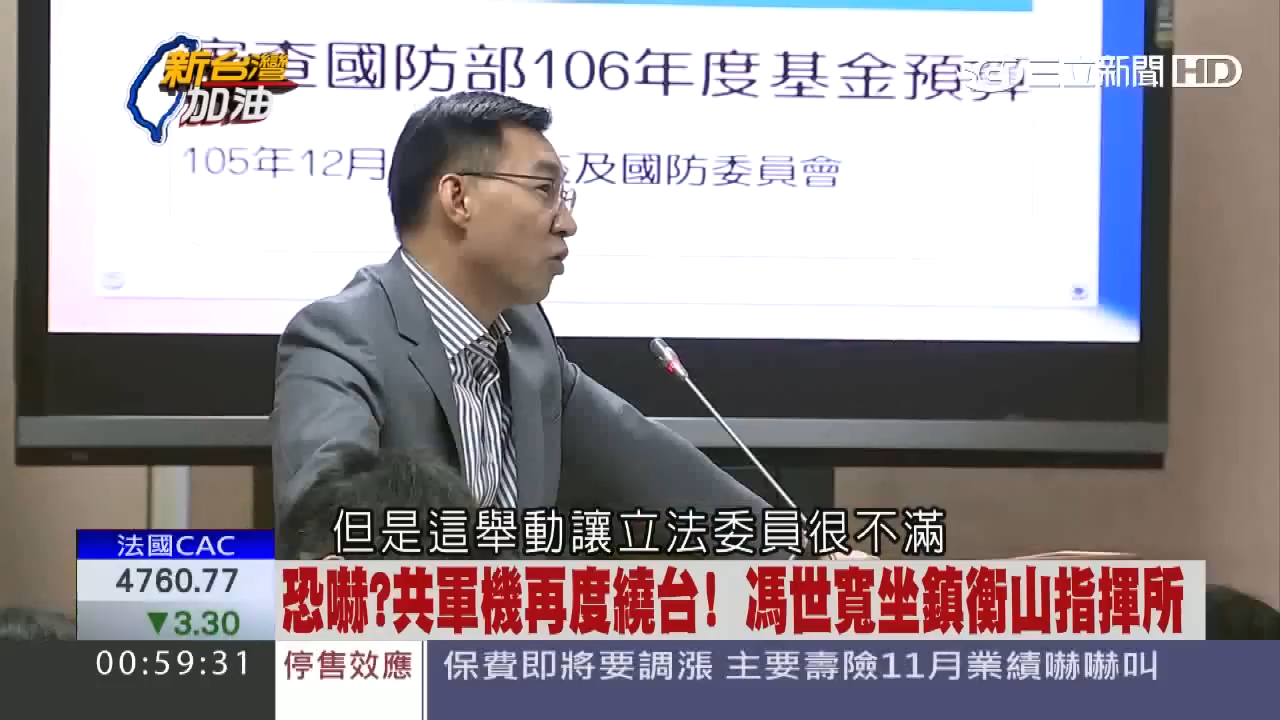 新台灣
加油
審查國防部106年度基金預算
三立新聞HD
105年12月
及國防委員會
但是這舉動讓立法委員很不滿
法國CAC
4760.77
▼3.30
恐嚇?共軍機再度繞台! 馮世寬坐鎮衡山指揮所
00:59:31
停售效應
保費即將要調漲 主要壽險11月業績嚇嚇叫